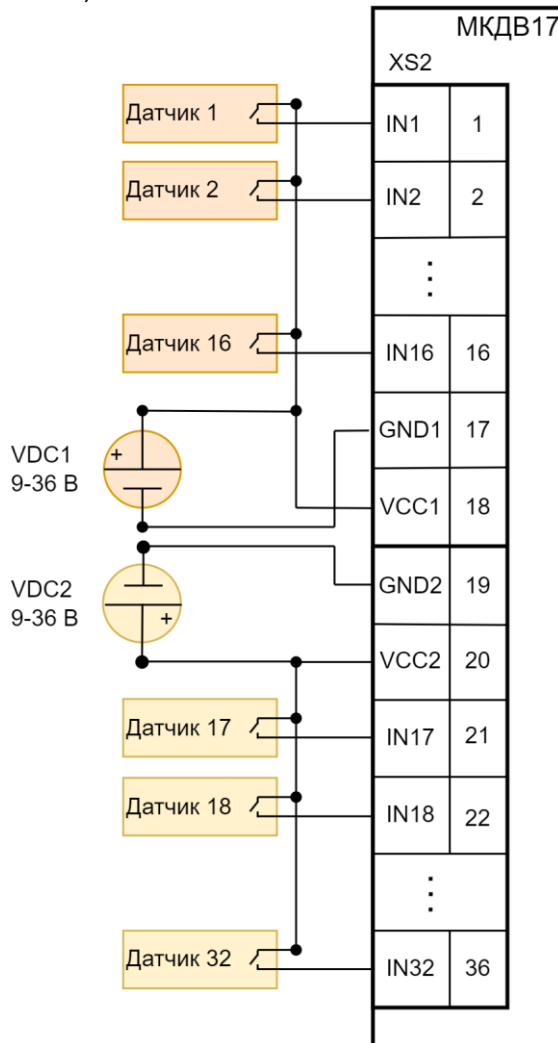 МКДВ17
XS2
Датчик 1
IN1 1
Датчик 2
IN2 2
⋮
Датчик 16
IN16 16
GND1 17
VDC1
9-36 В
+
VCC1 18
GND2 19
VDC2
9-36 В
+
VCC2 20
Датчик 17
IN17 21
Датчик 18
IN18 22
⋮
Датчик 32
IN32 36